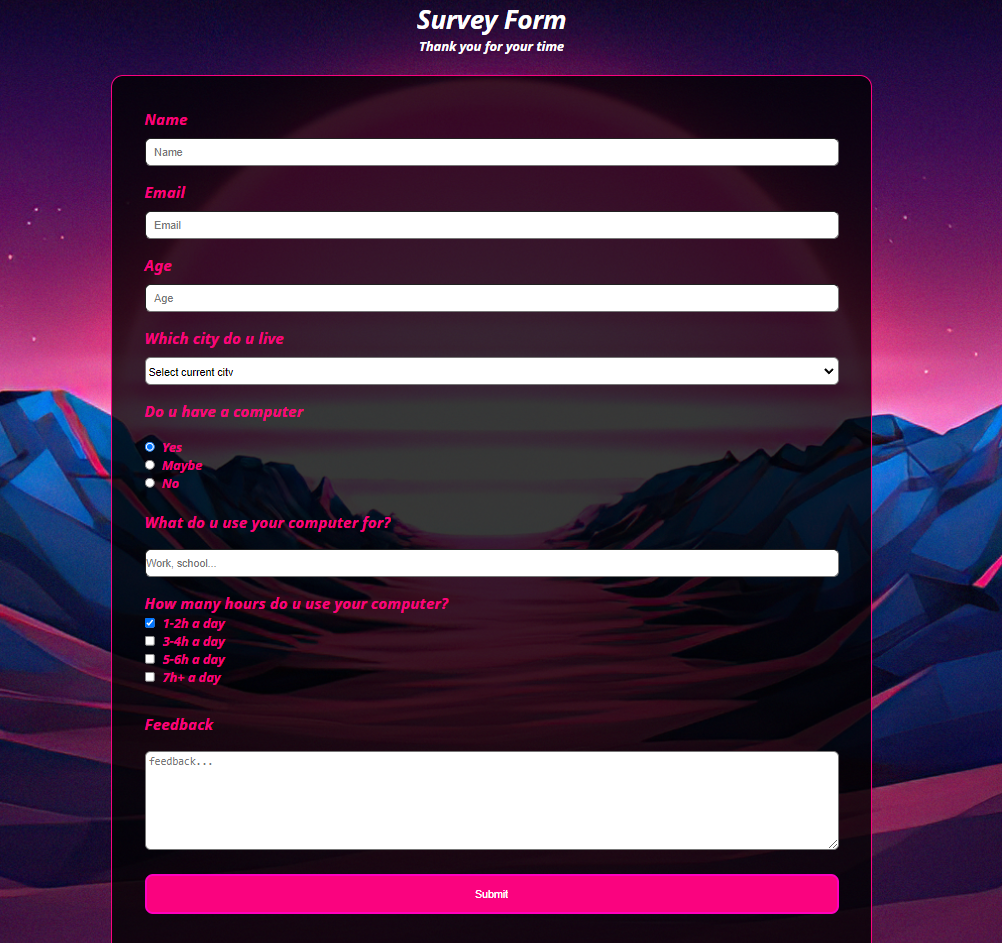 Survey Form
Thank you for your time
Name
Name
Email
Email
Age
Age
Which city do u live
Select current city
Do u have a computer
Yes
Maybe
No
What do u use your computer for?
Work, school...
How many hours do u use your computer?
1-2h a day
3-4h a day
5-6h a day
7h+ a day
Feedback
feedback...
Submit